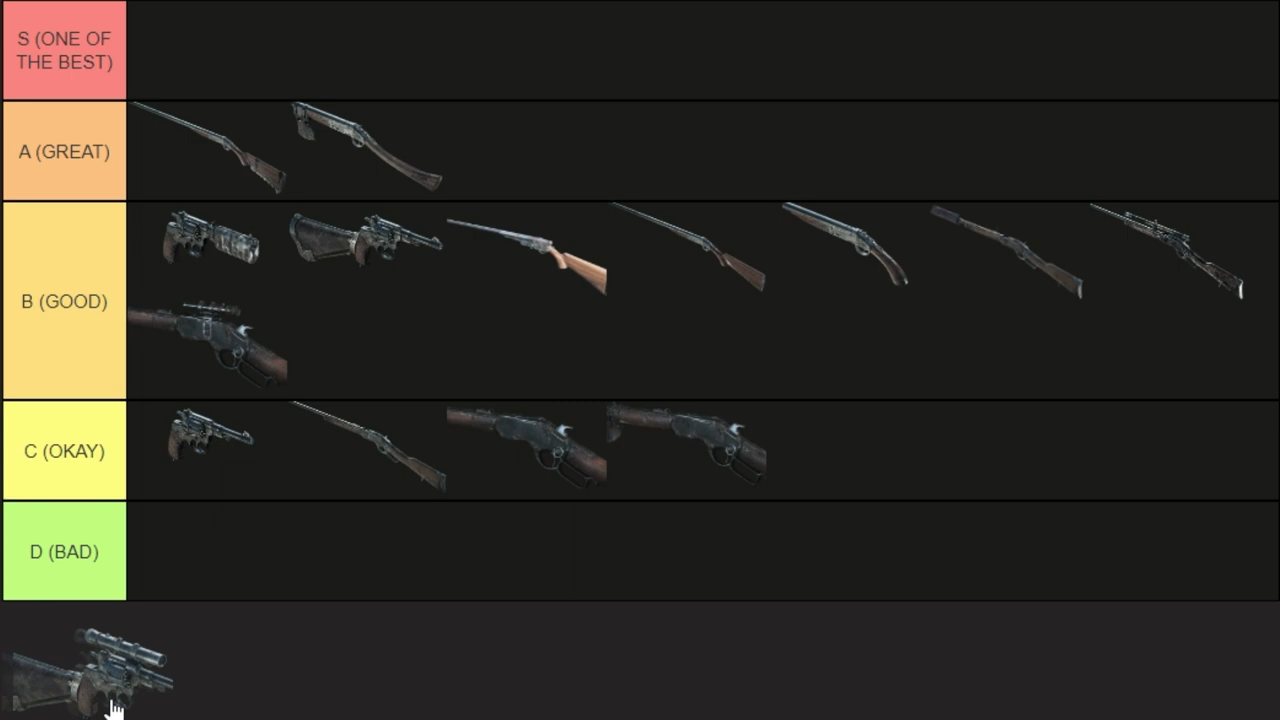 S (ONE OF
THE BEST)
A (GREAT)
B (GOOD)
C (OKAY)
D (BAD)